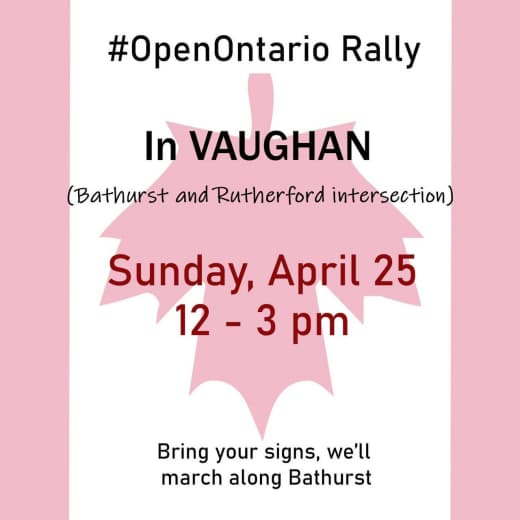 #OpenOntario Rally
In VAUGHAN
(Bathurst and Rutherford intersection)
Sunday, April 25
12 - 3 pm
Bring your signs, we'll
march along Bathurst